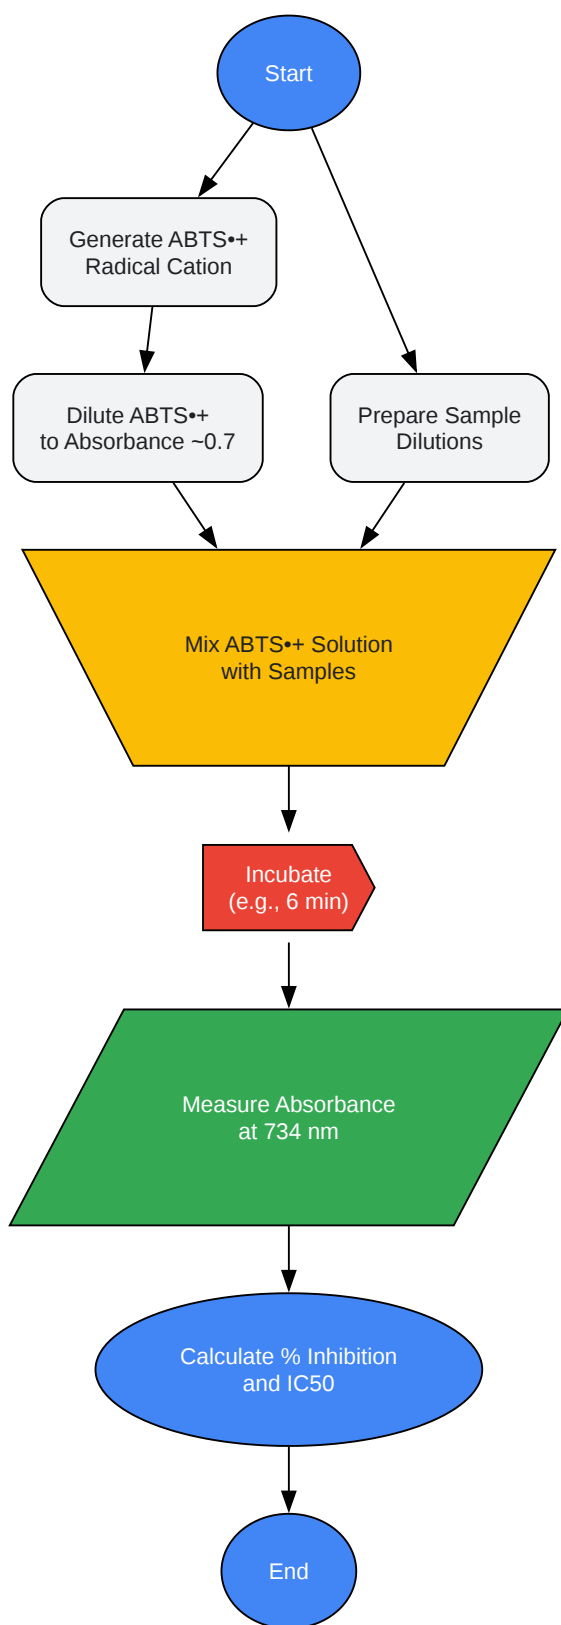 Start
Generate ABTS•+
Radical Cation
Dilute ABTS•+
to Absorbance ~0.7
Prepare Sample
Dilutions
Mix ABTS•+ Solution
with Samples
Incubate
(e.g., 6 min)
Measure Absorbance
at 734 nm
Calculate % Inhibition
and IC50
End